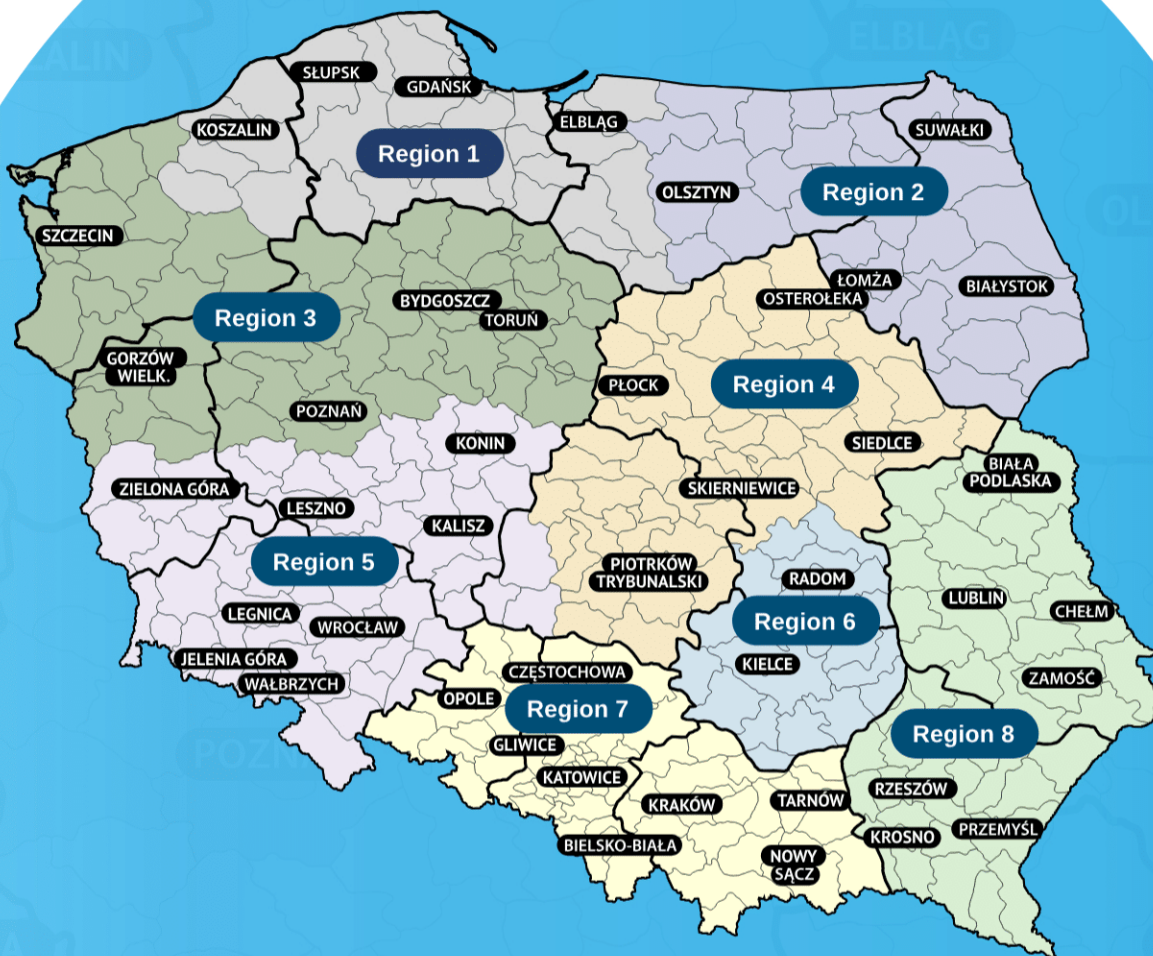 ELBLĄG
SŁUPSK
GDAŃSK
KOSZALIN
ELBLĄG
SUWAŁKI
Region 1
OLSZTYN
Region 2
SZCZECIN
ŁOMŻA
OSTEROŁEKA
BIAŁYSTOK
BYDGOSZCZ
TORUŃ
Region 3
GORZÓW
WIELK.
PŁOCK
Region 4
POZNAŃ
KONIN
SIEDLCE
BIAŁA
PODLASKA
ZIELONA GÓRA
LESZNO
SKIERNIEWICE
KALISZ
Region 5
PIOTRKÓW
TRYBUNALSKI
RADOM
LUBLIN
CHEŁM
LEGNICA
WROCŁAW
Region 6
JELENIA GÓRA
WAŁBRZYCH
KIELCE
ZAMOŚĆ
CZĘSTOCHOWA
OPOLE
Region 7
Region 8
GLIWICE
KATOWICE
KRAKÓW
TARNÓW
RZESZÓW
BIELSKO-BIAŁA
KROSNO
PRZEMYŚL
NOWY
SĄCZ